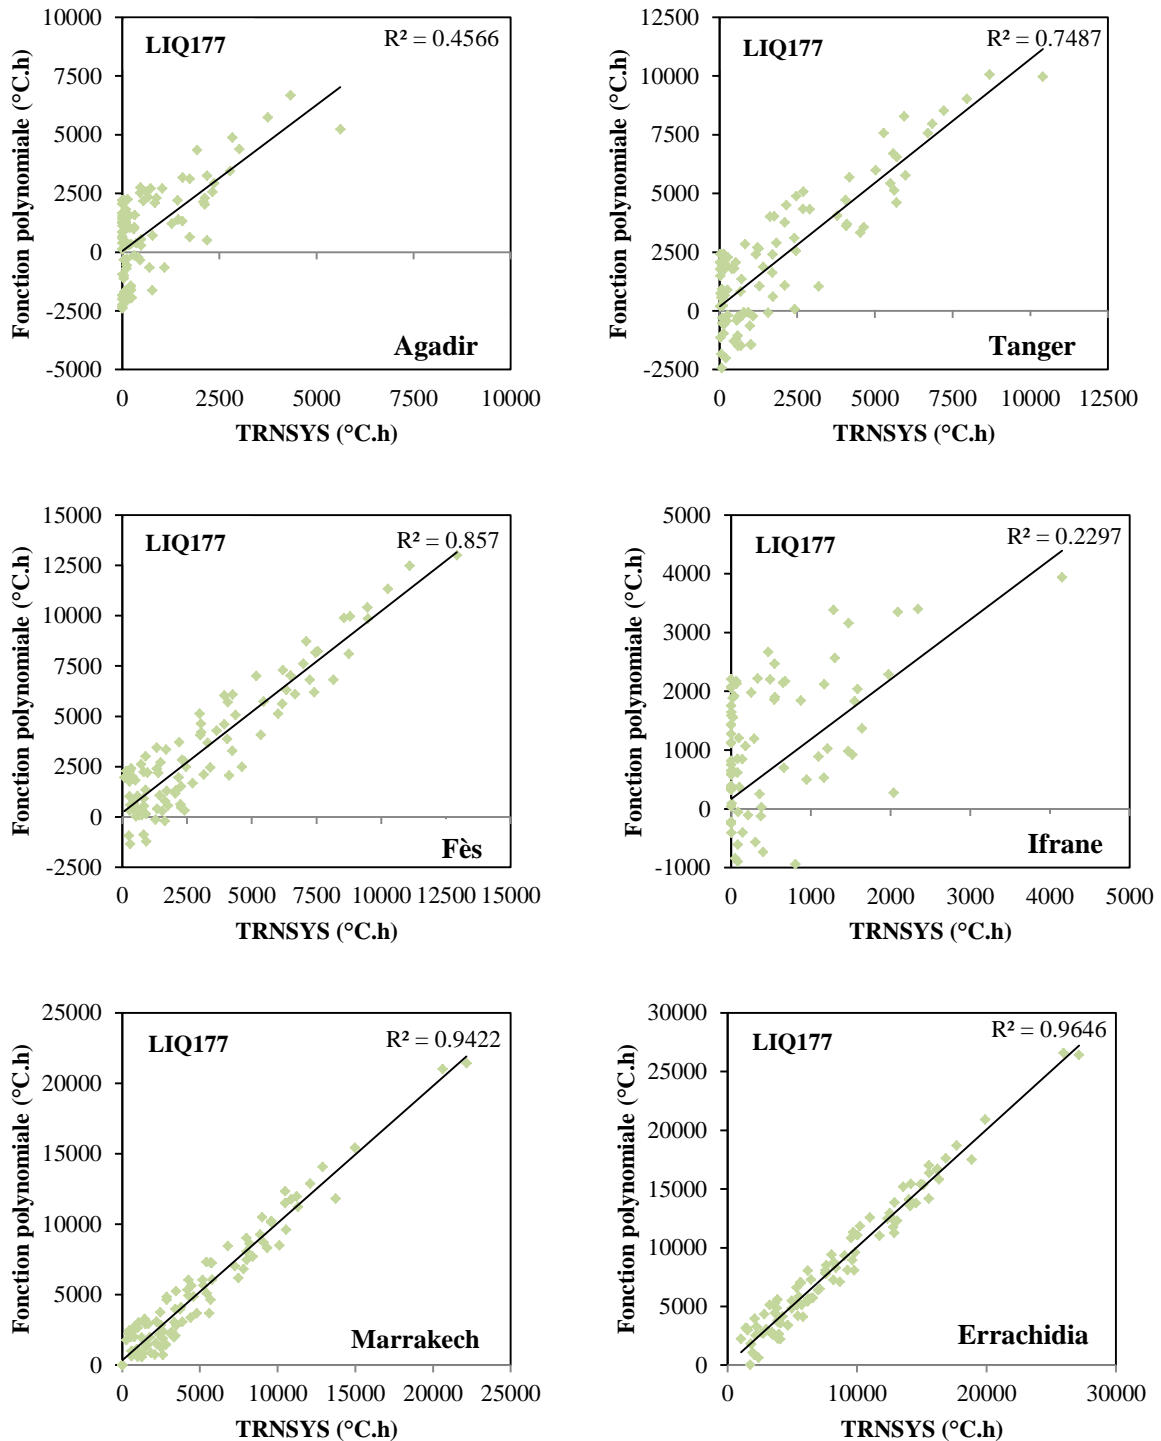 LIQ177
R² = 0.4566
Fonction polynomiale (°C.h)
10000
7500
5000
2500
0
-2500
-5000
Agadir
0 2500 5000 7500 10000
TRNSYS (°C.h)
LIQ177
R² = 0.7487
Fonction polynomiale (°C.h)
12500
10000
7500
5000
2500
0
-2500
Tanger
0 2500 5000 7500 10000 12500
TRNSYS (°C.h)
LIQ177
R² = 0.857
Fonction polynomiale (°C.h)
15000
12500
10000
7500
5000
2500
0
-2500
Fès
0 2500 5000 7500 10000 12500 15000
TRNSYS (°C.h)
LIQ177
R² = 0.2297
Fonction polynomiale (°C.h)
5000
4000
3000
2000
1000
0
-1000
Ifrane
0 1000 2000 3000 4000 5000
TRNSYS (°C.h)
LIQ177
R² = 0.9422
Fonction polynomiale (°C.h)
25000
20000
15000
10000
5000
0
Marrakech
0 5000 10000 15000 20000 25000
TRNSYS (°C.h)
LIQ177
R² = 0.9646
Fonction polynomiale (°C.h)
30000
25000
20000
15000
10000
5000
0
Errachidia
0 10000 20000 30000
TRNSYS (°C.h)